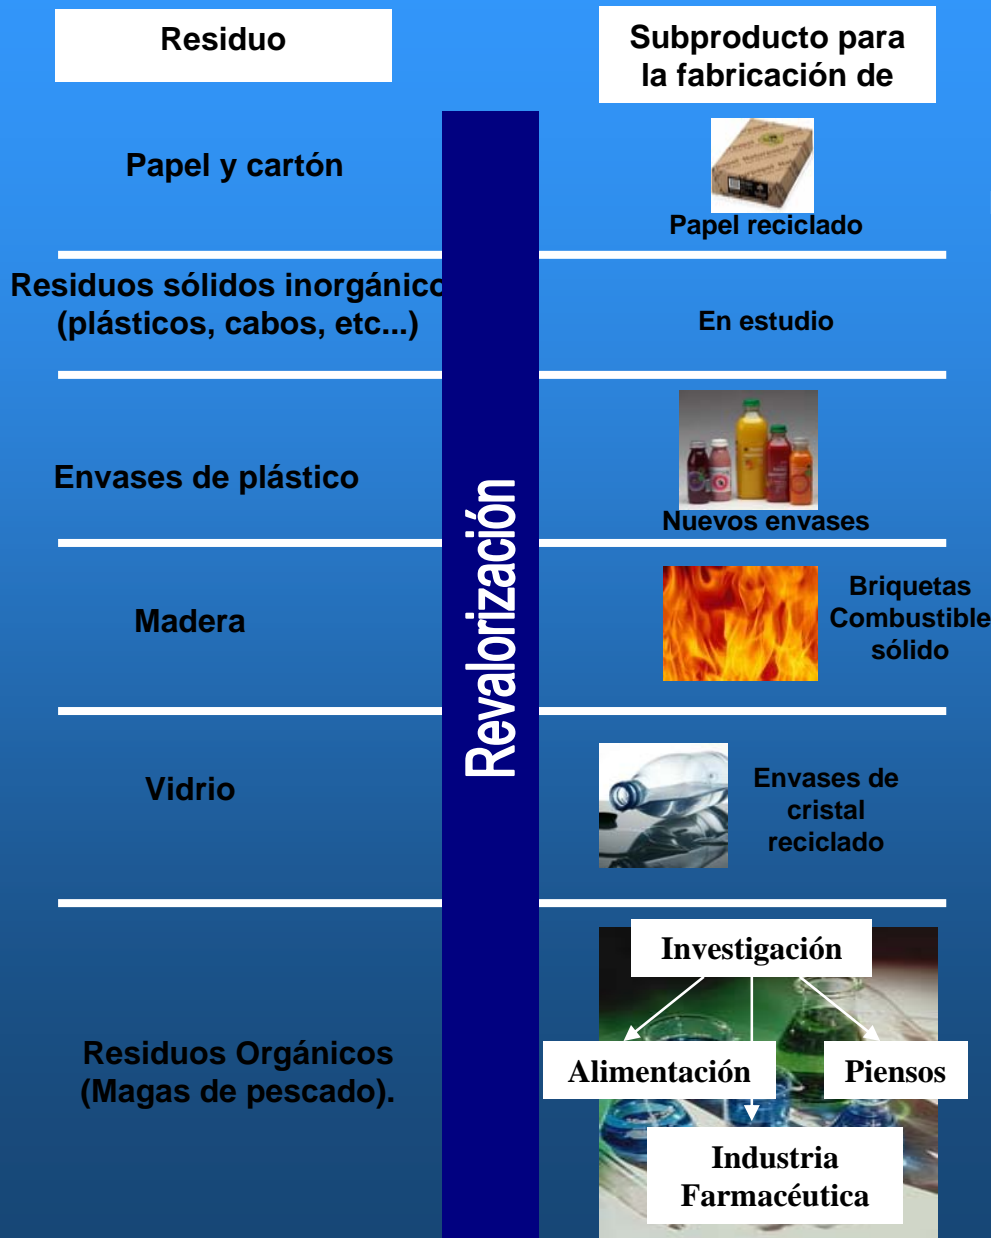 Residuo
Subproducto para
la fabricación de
Papel y cartón
Papel reciclado
Residuos sólidos inorgánico
(plásticos, cabos, etc...)
En estudio
Envases de plástico
Nuevos envases
Revalorización
Madera
Briquetas
Combustible
sólido
Vidrio
Envases de
cristal
reciclado
Residuos Orgánicos
(Magas de pescado).
Investigación
Alimentación
Piensos
Industria
Farmacéutica